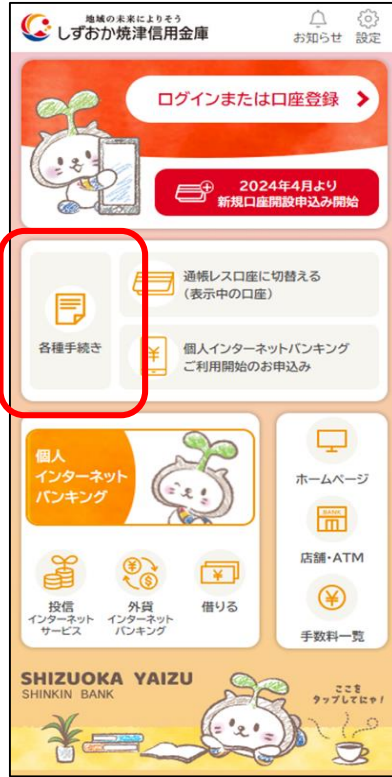 地域の未来によりそう
しずおか焼津信用金庫
お知らせ
設定
ログインまたは口座登録
2024年4月より
新規口座開設申込み開始
各種手続き
通帳レス口座に切替える
(表示中の口座)
個人インターネットバンキング
ご利用開始のお申込み
個人
インターネット
バンキング
投信
インターネット
サービス
外貨
インターネット
バンキング
借りる
ホームページ
BANK
店舗・ATM
手数料一覧
SHIZUOKA YAIZU
SHINKIN BANK
ここを
タップしてにゃ!